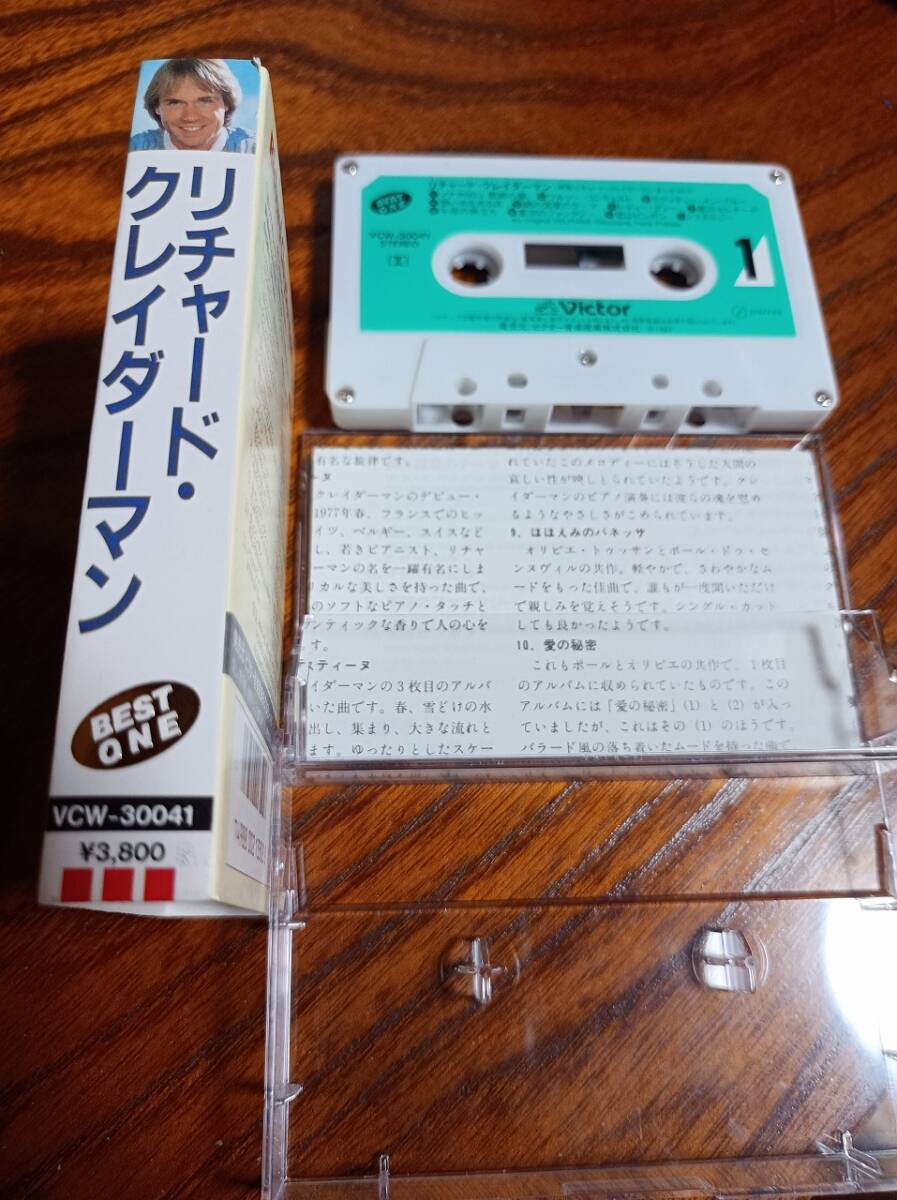 リチャード・
クレイダーマン
BEST
ONE
VCW-30041
¥3,800
リチャード・クレイダーマン
BEST
ONE
VCW-30041
STEREO
1
Victor
有名な旋律です。
ーヌ
クレイダーマンのデビュー・
1977年春、フランスでのヒッ
イツ、ベルギー、スイスなど
し、若きピアニスト、リチャ
ーマンの名を一躍有名にしま
リカルな美しさを持った曲で、
のソフトなピアノ・タッチと
ンティックな香りで人の心を
す。
スティーヌ
イダーマンの3枚目のアルバ
いた曲です。春、雪どけの水
出し、集まり、大きな流れと
ます。ゆったりとしたスケー
れていたこのメロディーにはそうした人間の
哀しい性が映しとられていたようです。クレ
イダーマンのピアノ演奏には彼らの魂を慰め
るようなやさしさがこめられています。
9. ほほえみのバネッサ
オリビエ・トゥッサンとポール・ドゥ・セ
ンヌヴィルの共作。軽やかで、さわやかなム
ードをもった佳曲で、誰もが一度聞いただけ
で親しみを覚えそうです。シングル・カット
しても良かったようです。
10. 愛の秘密
これもポールとオリビエの共作で、1枚目
のアルバムに収められていたものです。この
アルバムには『愛の秘密』(1)と(2)が入っ
ていましたが、これはその(1)のほうです。
バラード風の落ち着いたムードを持った曲で